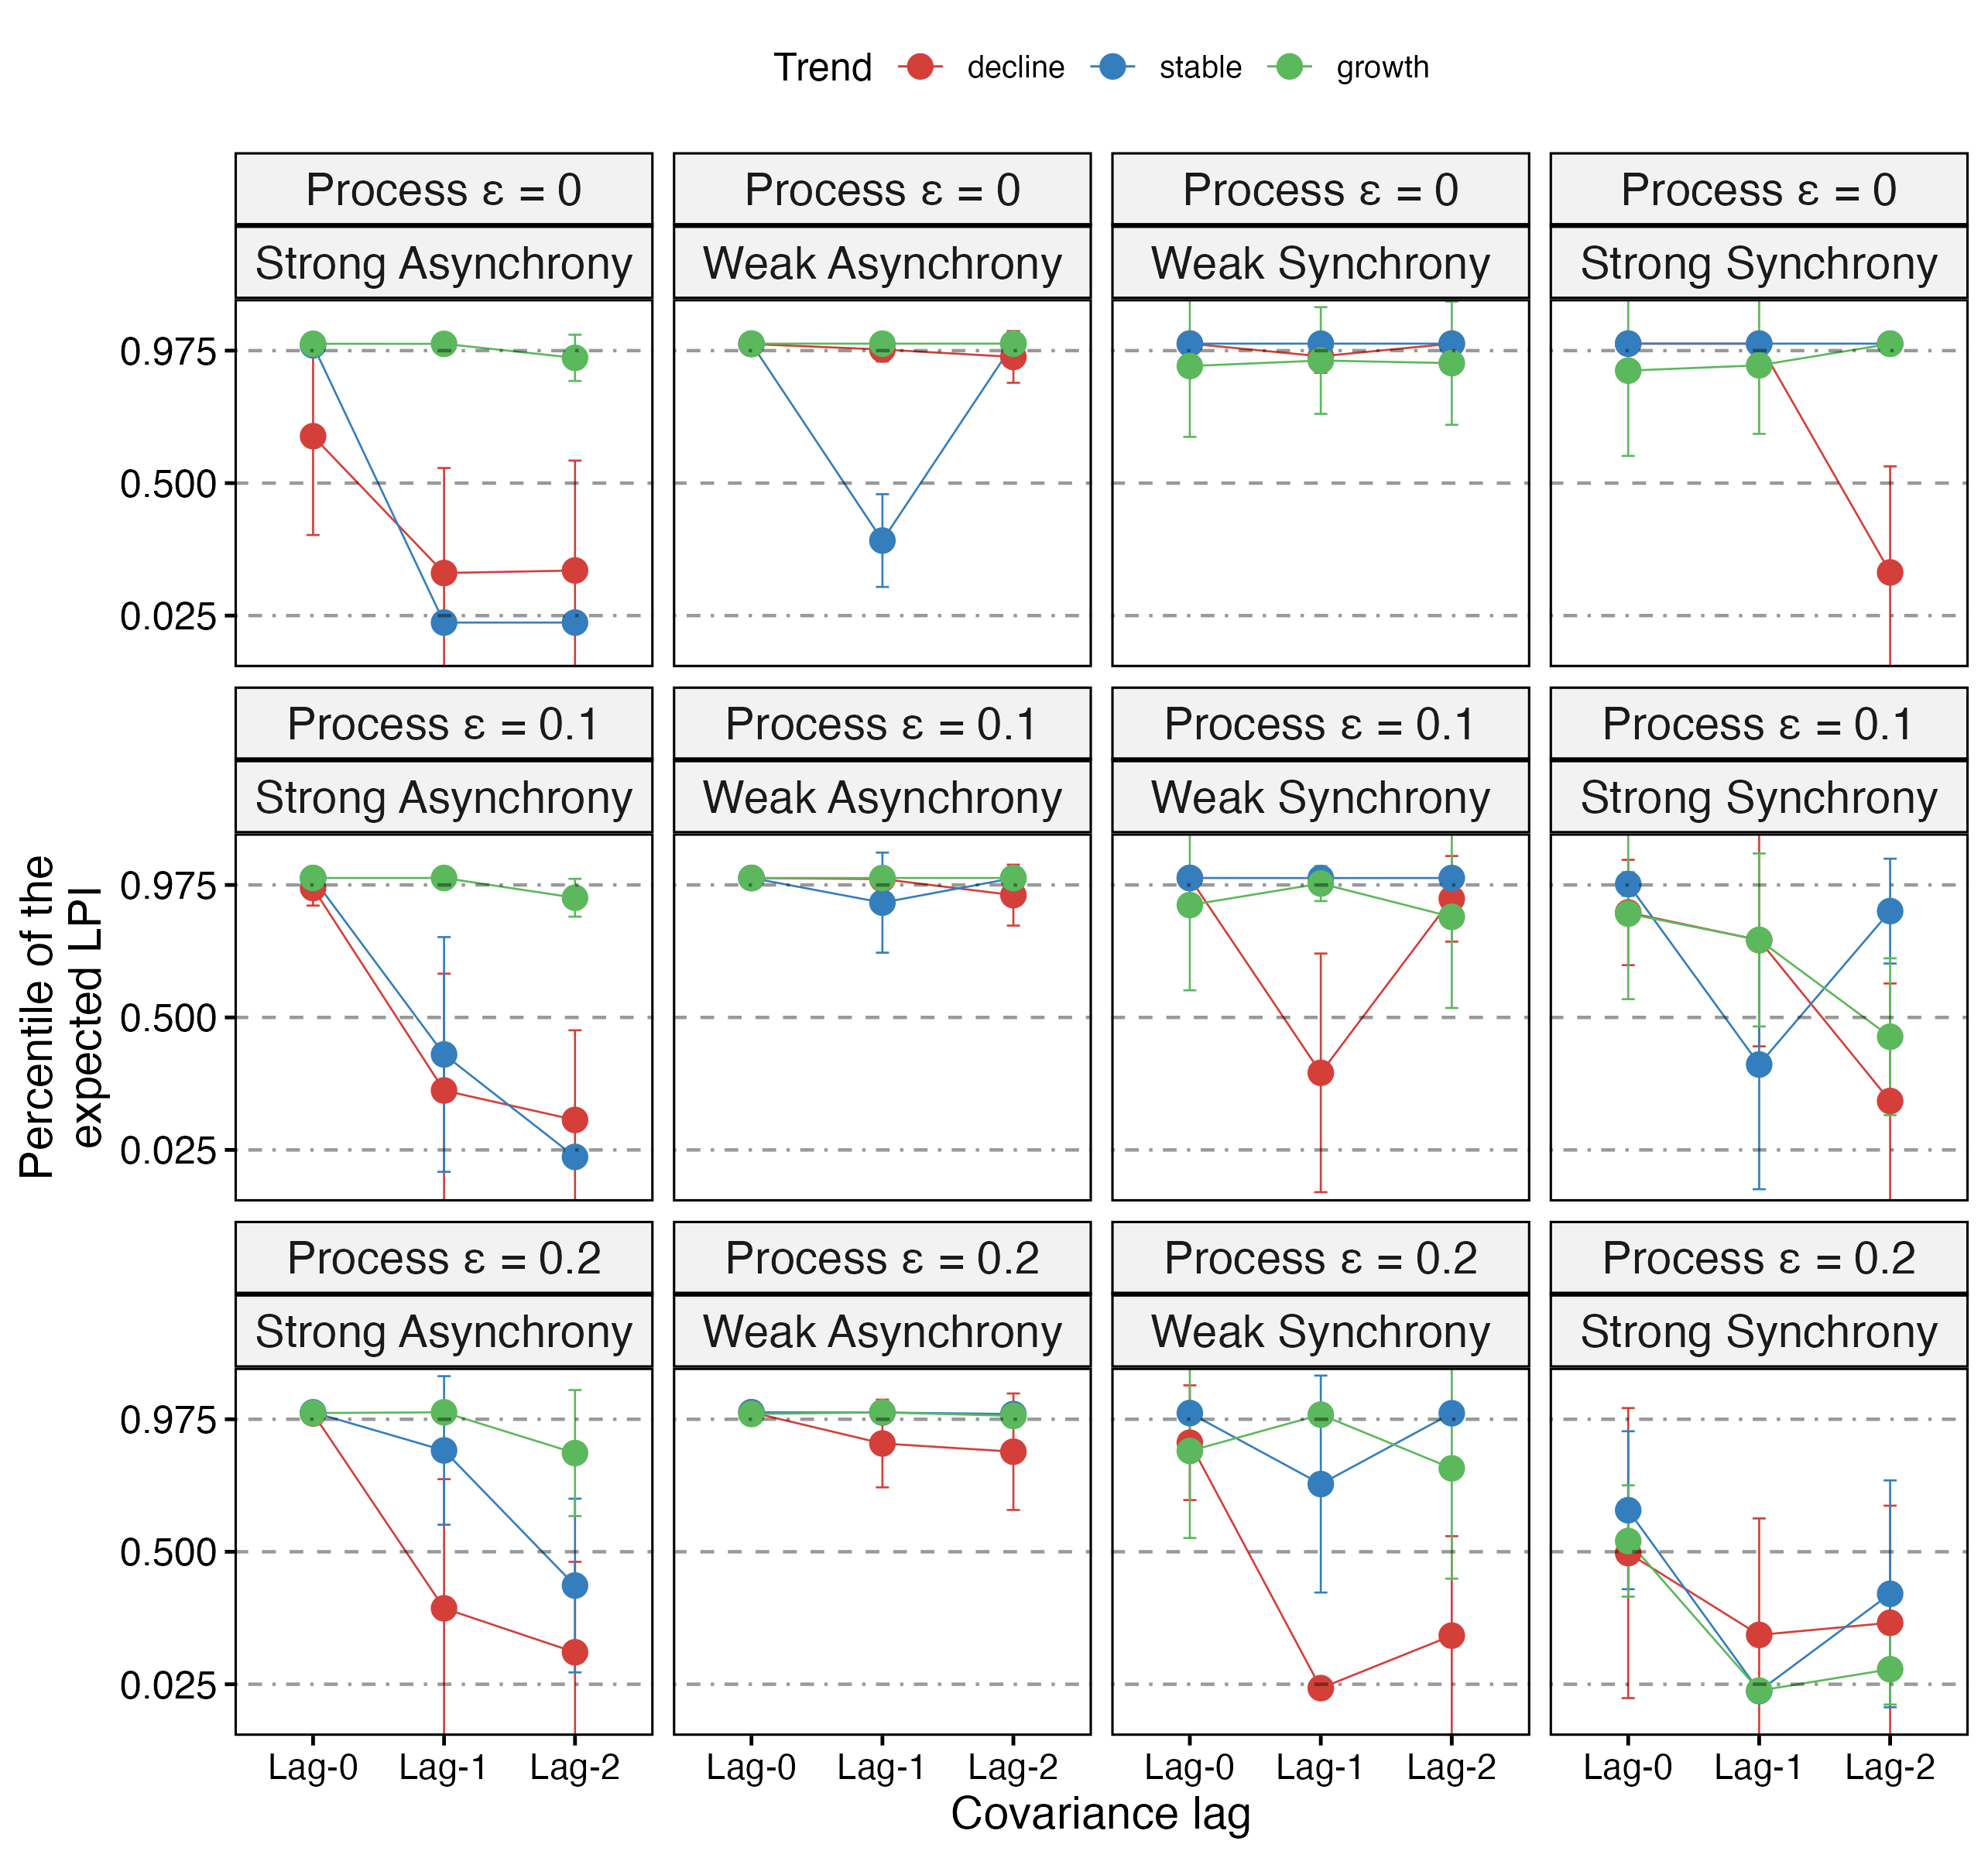 Trend decline stable growth
Process ε = 0 Process ε = 0 Process ε = 0 Process ε = 0
Strong Asynchrony Weak Asynchrony Weak Synchrony Strong Synchrony
0.975
0.500
0.025
Process ε = 0.1 Process ε = 0.1 Process ε = 0.1 Process ε = 0.1
Strong Asynchrony Weak Asynchrony Weak Synchrony Strong Synchrony
0.975
0.500
0.025
Percentile of the
expected LPI
Process ε = 0.2 Process ε = 0.2 Process ε = 0.2 Process ε = 0.2
Strong Asynchrony Weak Asynchrony Weak Synchrony Strong Synchrony
0.975
0.500
0.025
Lag-0 Lag-1 Lag-2 Lag-0 Lag-1 Lag-2 Lag-0 Lag-1 Lag-2 Lag-0 Lag-1 Lag-2
Covariance lag